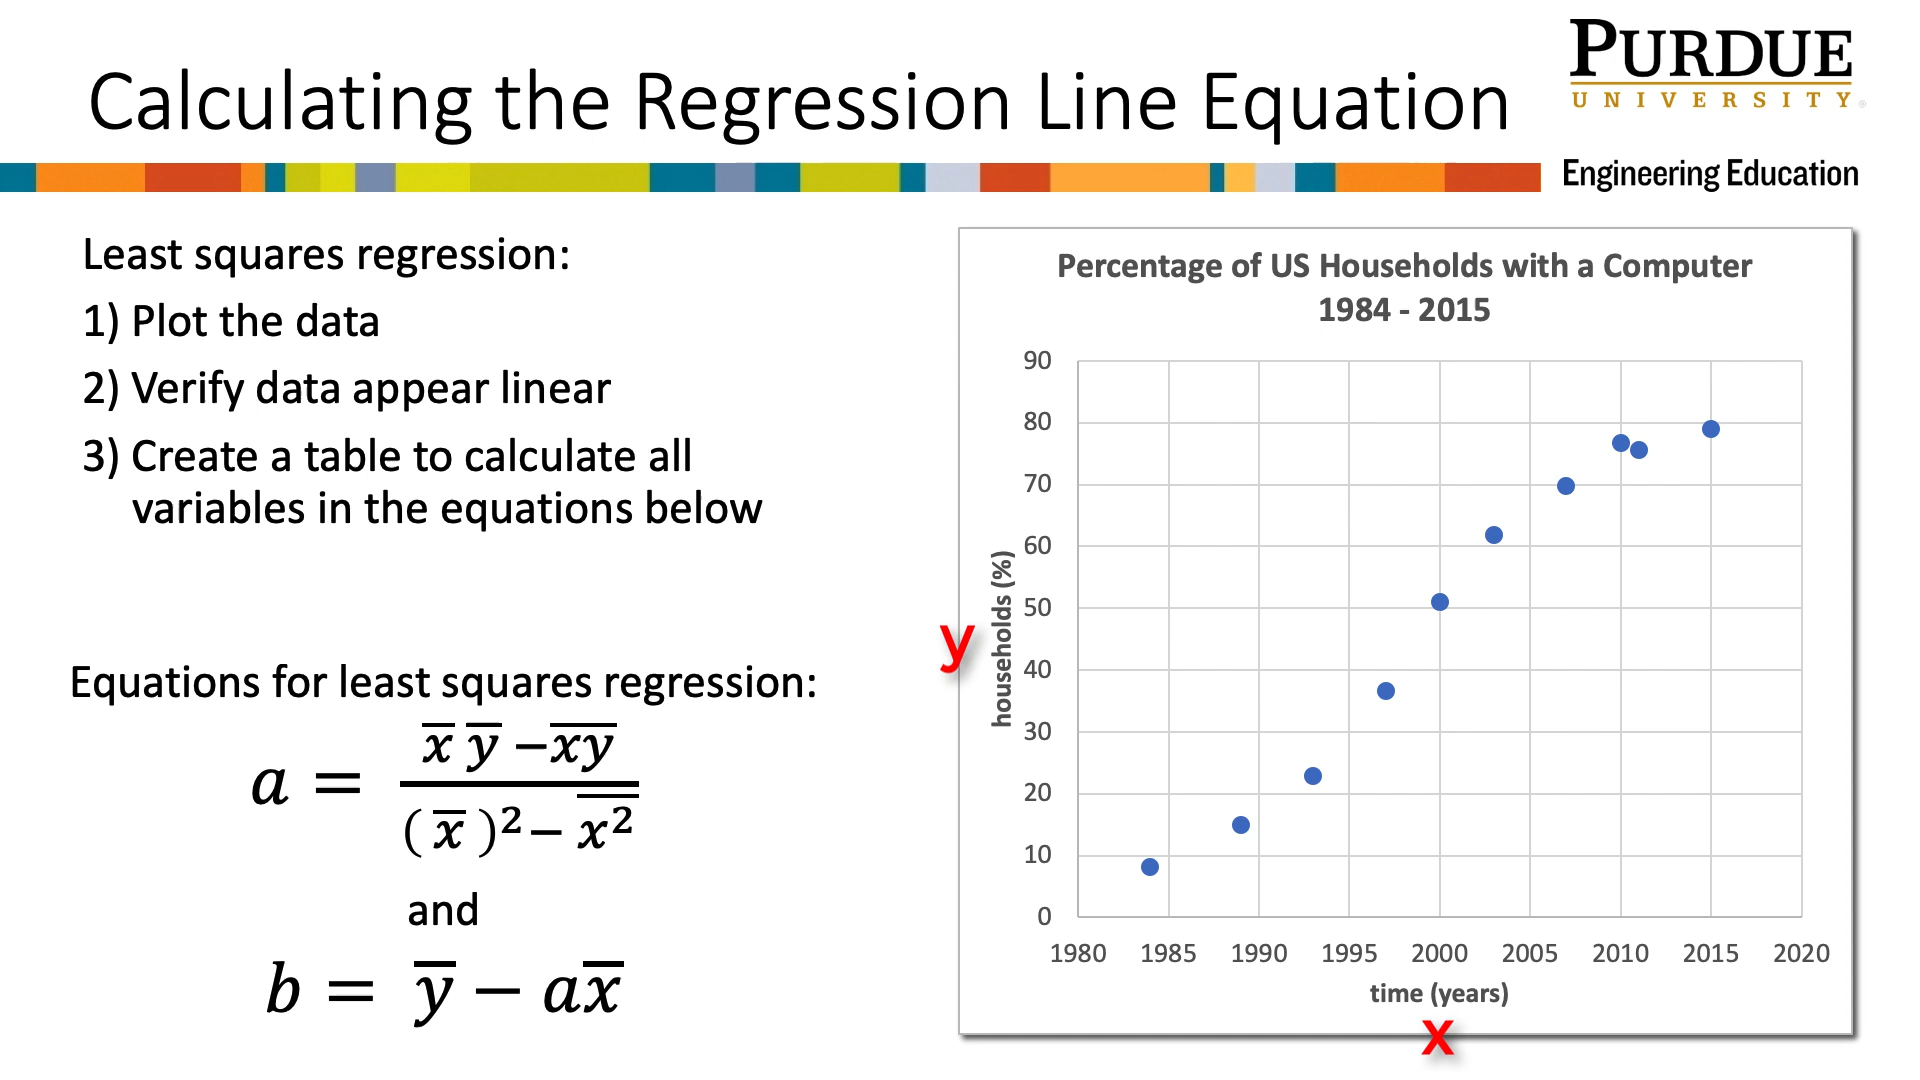 Calculating the Regression Line Equation
PURDUE
UNIVERSITY®
Engineering Education
Least squares regression:
1) Plot the data
2) Verify data appear linear
3) Create a table to calculate all
variables in the equations below
Equations for least squares regression:
a = (x̅ y̅ − x̅y̅) / ((x̅)² − x̅²)
and
b = y̅ − ax̅
Percentage of US Households with a Computer
1984 - 2015
90
80
70
60
50
40
30
20
10
0
households (%)
y
1980 1985 1990 1995 2000 2005 2010 2015 2020
time (years)
x